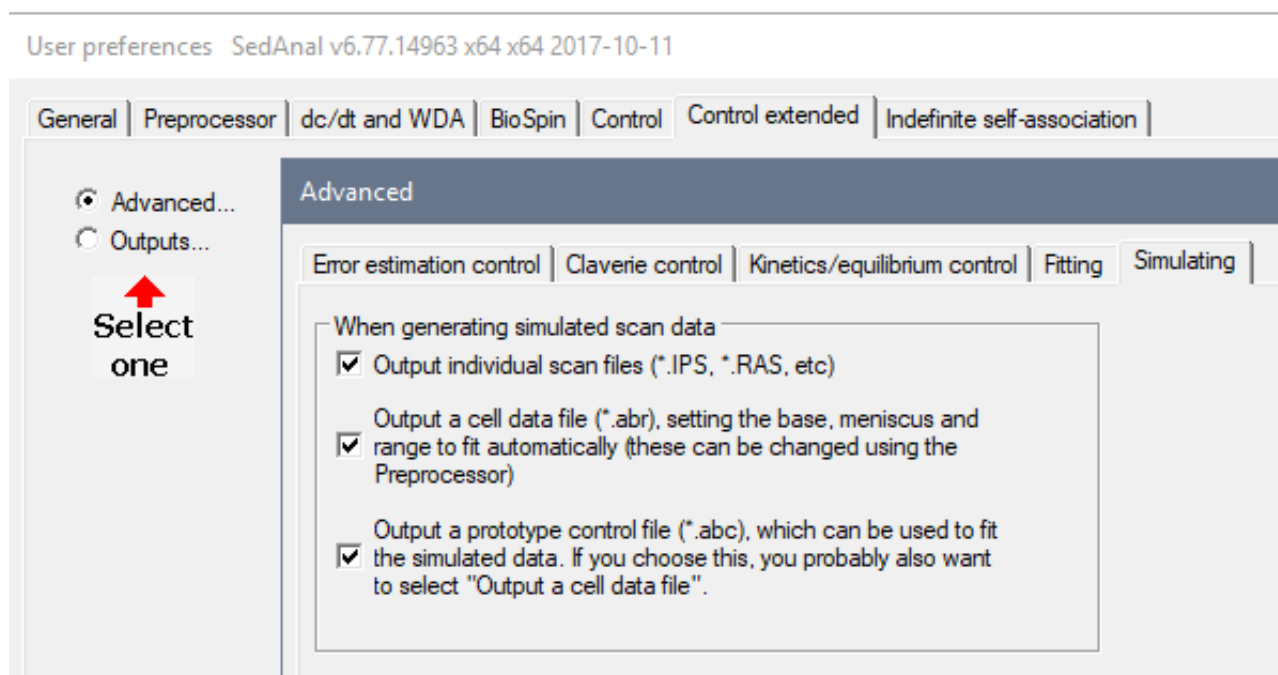 User preferences   SedAnal v6.77.14963 x64 x64 2017-10-11
General Preprocessor dc/dt and WDA BioSpin Control Control extended Indefinite self-association
Advanced...
Outputs...
Select
one
Advanced
Error estimation control Claverie control Kinetics/equilibrium control Fitting Simulating
When generating simulated scan data
Output individual scan files (*.IPS, *.RAS, etc)
Output a cell data file (*.abr), setting the base, meniscus and
range to fit automatically (these can be changed using the
Preprocessor)
Output a prototype control file (*.abc), which can be used to fit
the simulated data. If you choose this, you probably also want
to select "Output a cell data file".